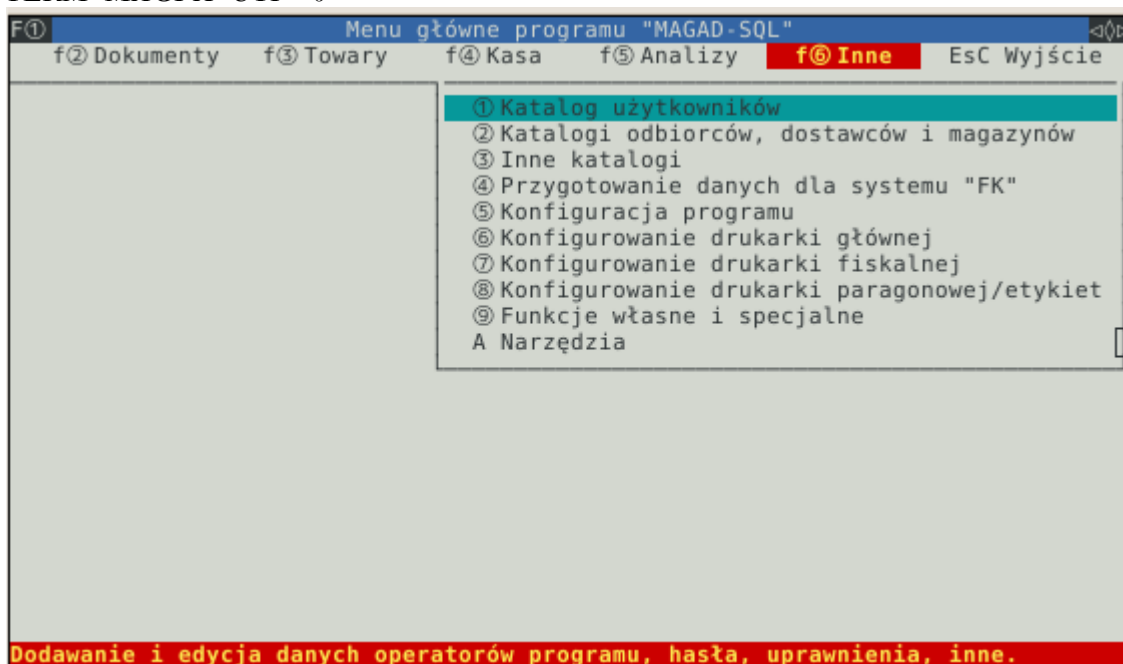 F① Menu główne programu "MAGAD-SQL"
f② Dokumenty f③ Towary f④ Kasa f⑤ Analizy f⑥ Inne EsC Wyjście
① Katalog użytkowników
② Katalogi odbiorców, dostawców i magazynów
③ Inne katalogi
④ Przygotowanie danych dla systemu "FK"
⑤ Konfiguracja programu
⑥ Konfigurowanie drukarki głównej
⑦ Konfigurowanie drukarki fiskalnej
⑧ Konfigurowanie drukarki paragonowej/etykiet
⑨ Funkcje własne i specjalne
A Narzędzia
Dodawanie i edycja danych operatorów programu, hasła, uprawnienia, inne.